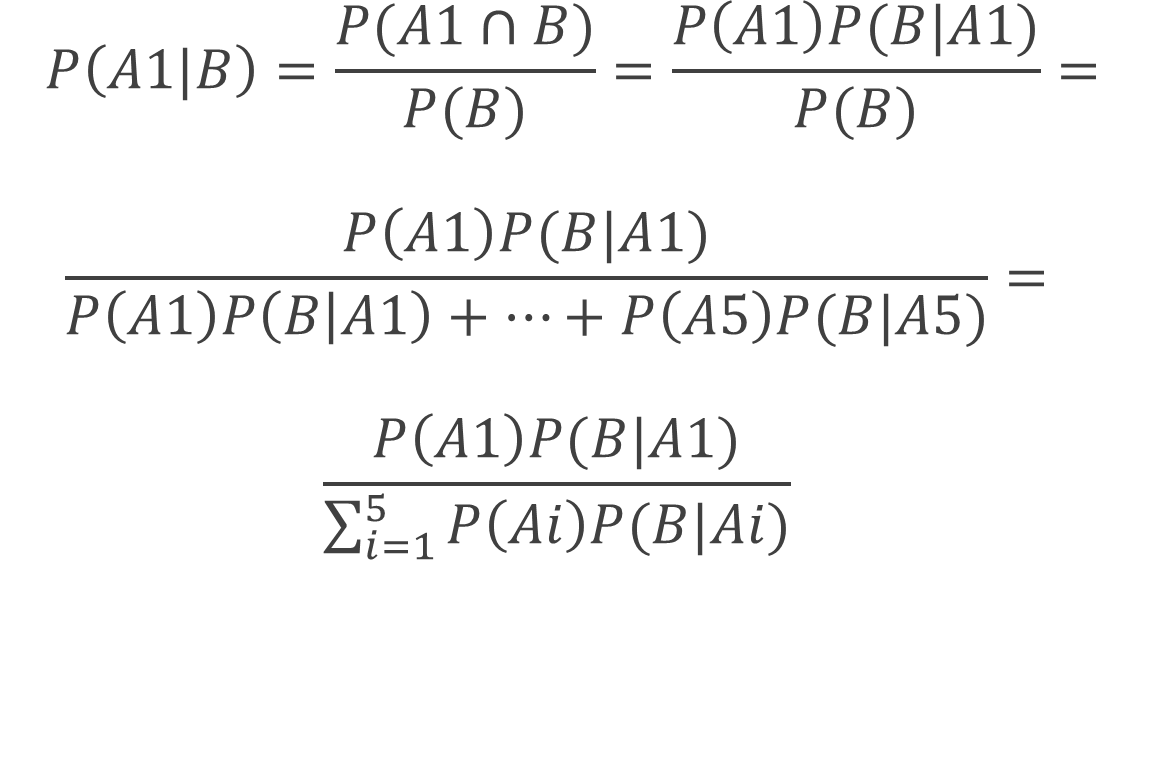 P(A1|B) = P(A1 ∩ B) / P(B) = P(A1)P(B|A1) / P(B) =
P(A1)P(B|A1) / P(A1)P(B|A1) + ⋯ + P(A5)P(B|A5) =
P(A1)P(B|A1) / ∑_{i=1}^{5} P(Ai)P(B|Ai)